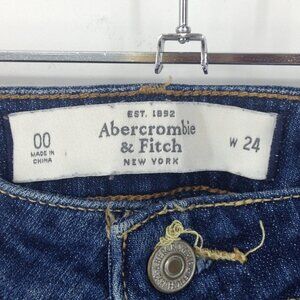 EST. 1892
Abercrombie
& Fitch
NEW YORK
00
MADE IN
CHINA
W 24